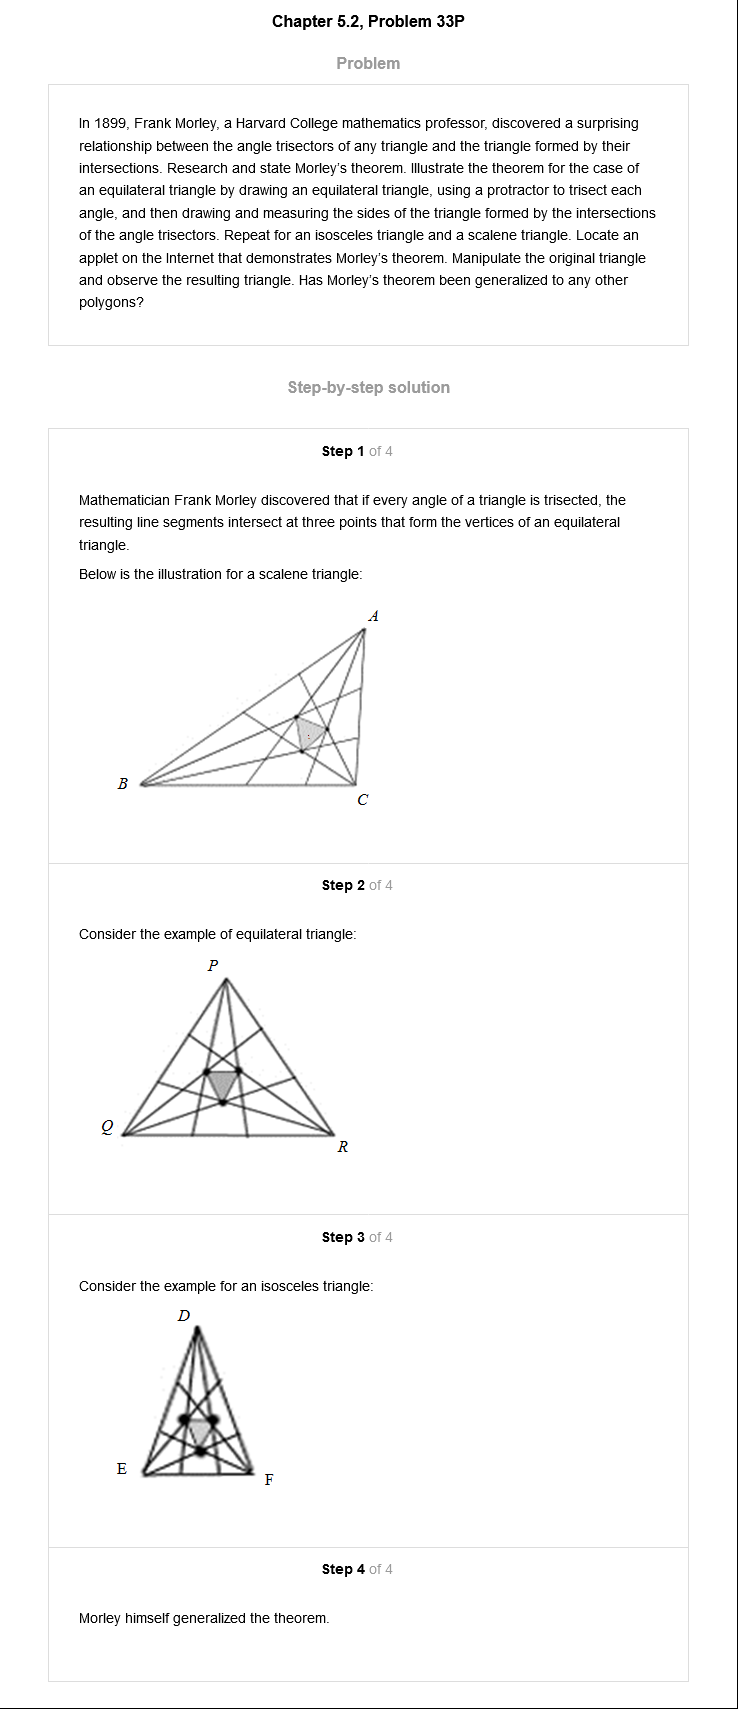 Chapter 5.2, Problem 33P
Problem
In 1899, Frank Morley, a Harvard College mathematics professor, discovered a surprising
relationship between the angle trisectors of any triangle and the triangle formed by their
intersections. Research and state Morley's theorem. Illustrate the theorem for the case of
an equilateral triangle by drawing an equilateral triangle, using a protractor to trisect each
angle, and then drawing and measuring the sides of the triangle formed by the intersections
of the angle trisectors. Repeat for an isosceles triangle and a scalene triangle. Locate an
applet on the Internet that demonstrates Morley's theorem. Manipulate the original triangle
and observe the resulting triangle. Has Morley's theorem been generalized to any other
polygons?
Step-by-step solution
Step 1 of 4
Mathematician Frank Morley discovered that if every angle of a triangle is trisected, the
resulting line segments intersect at three points that form the vertices of an equilateral
triangle.
Below is the illustration for a scalene triangle:
A
B
C
Step 2 of 4
Consider the example of equilateral triangle:
P
Q
R
Step 3 of 4
Consider the example for an isosceles triangle:
D
E
F
Step 4 of 4
Morley himself generalized the theorem.